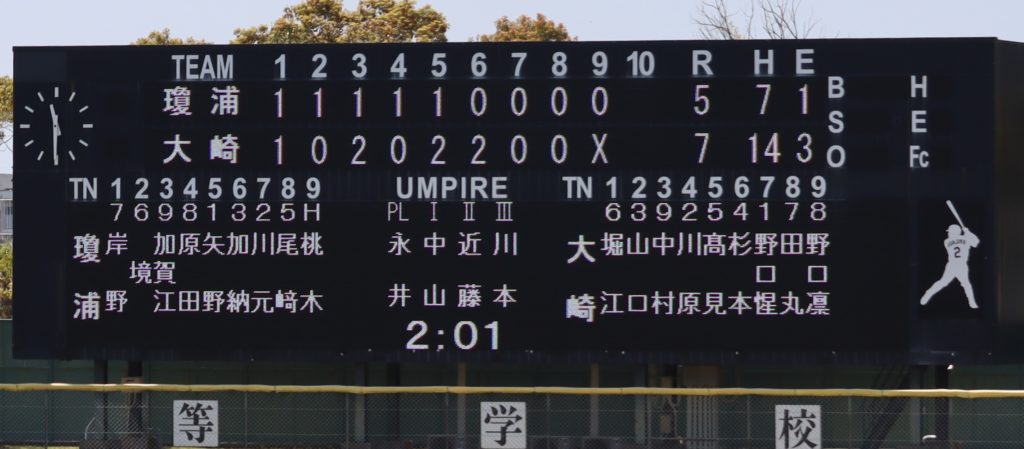 TEAM 1 2 3 4 5 6 7 8 9 10 R H E
瓊浦 1 1 1 1 1 0 0 0 0 5 7 1
大崎 1 0 2 0 2 2 0 0 X 7 14 3
B H
S E
O Fc
TN 1 2 3 4 5 6 7 8 9 UMPIRE TN 1 2 3 4 5 6 7 8 9
7 6 9 8 1 3 2 5 H PL Ⅰ Ⅱ Ⅲ 6 3 9 2 5 4 1 7 8
瓊 岸 加原矢加川尾桃 永中近川 大 堀山中川髙杉野田野
境賀 口 口
浦 野 江田野納元﨑木 井山藤本 崎 江口村原見本惺丸凛
2:01
2
等 学 校